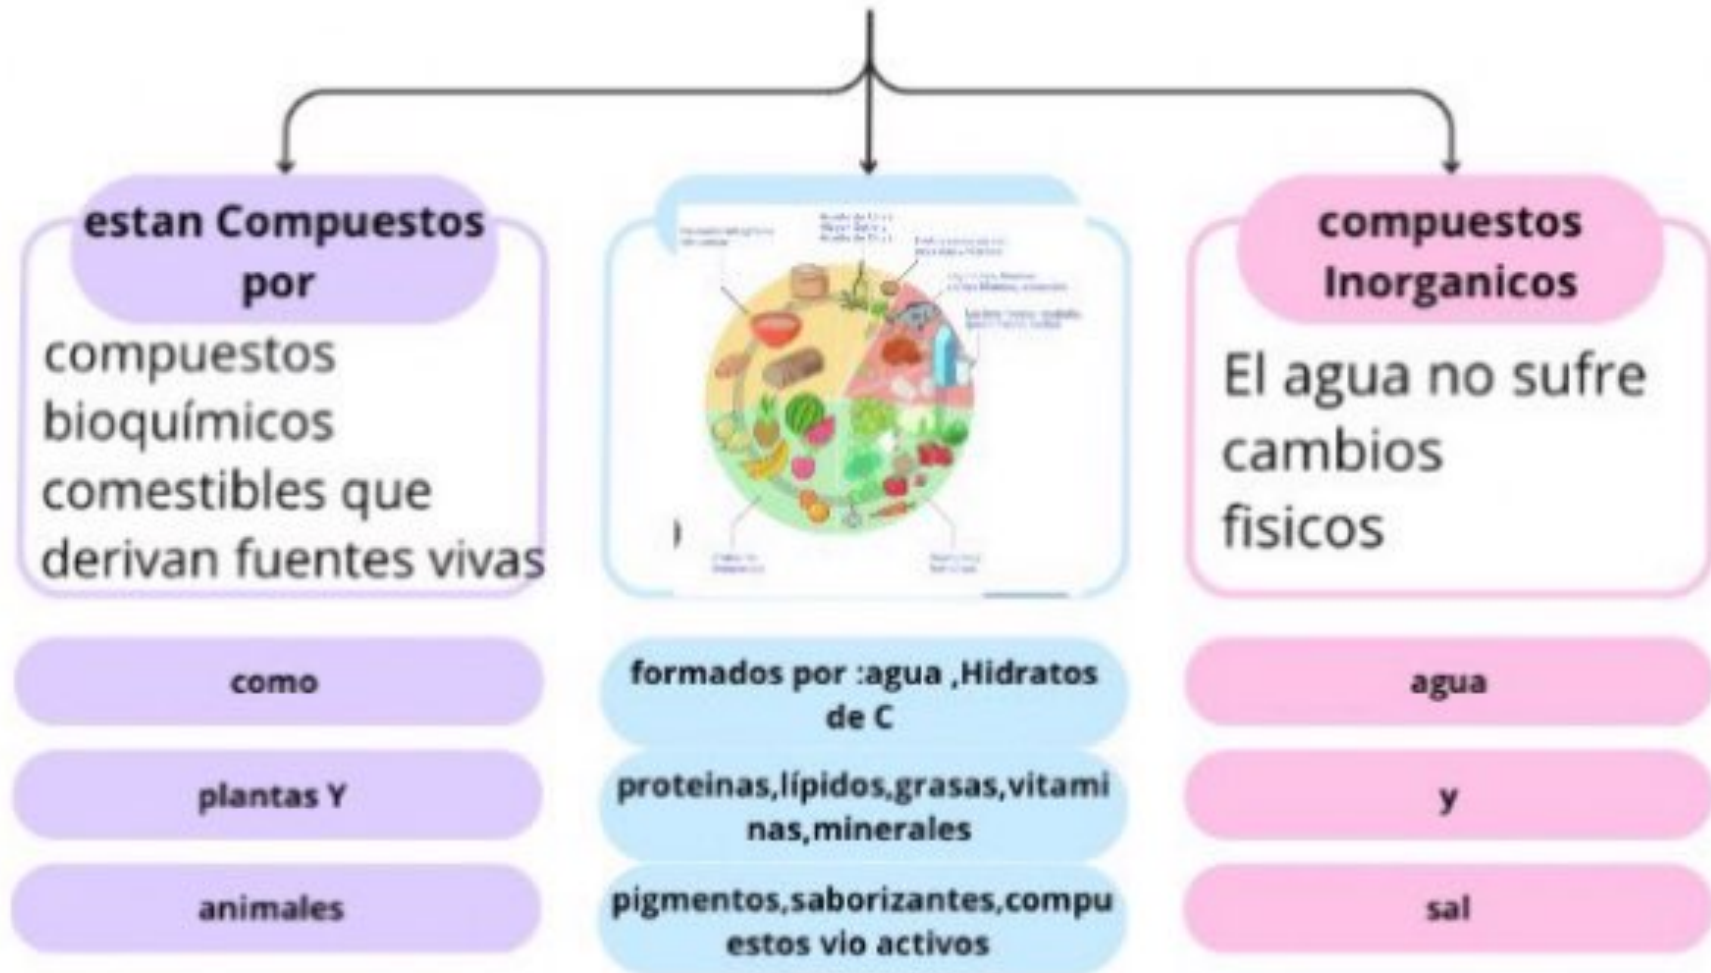 estan Compuestos
por
compuestos
bioquímicos
comestibles que
derivan fuentes vivas
como
plantas Y
animales
formados por :agua ,Hidratos
de C
proteinas,lípidos,grasas,vitami
nas,minerales
pigmentos,saborizantes,compu
estos vio activos
compuestos
Inorganicos
El agua no sufre
cambios
fisicos
agua
y
sal